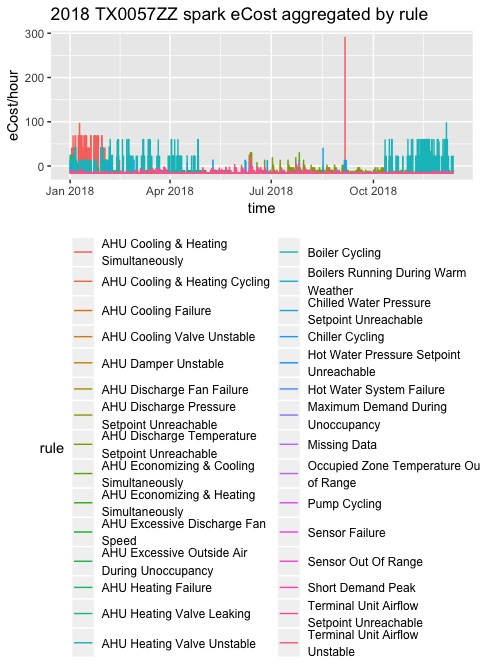 2018 TX0057ZZ spark eCost aggregated by rule
eCost/hour
300
200
100
0
Jan 2018
Apr 2018
Jul 2018
Oct 2018
time
rule
AHU Cooling & Heating
Simultaneously
AHU Cooling & Heating Cycling
AHU Cooling Failure
AHU Cooling Valve Unstable
AHU Damper Unstable
AHU Discharge Fan Failure
AHU Discharge Pressure
Setpoint Unreachable
AHU Discharge Temperature
Setpoint Unreachable
AHU Economizing & Cooling
Simultaneously
AHU Economizing & Heating
Simultaneously
AHU Excessive Discharge Fan
Speed
AHU Excessive Outside Air
During Unoccupancy
AHU Heating Failure
AHU Heating Valve Leaking
AHU Heating Valve Unstable
Boiler Cycling
Boilers Running During Warm
Weather
Chilled Water Pressure
Setpoint Unreachable
Chiller Cycling
Hot Water Pressure Setpoint
Unreachable
Hot Water System Failure
Maximum Demand During
Unoccupancy
Missing Data
Occupied Zone Temperature Ou
of Range
Pump Cycling
Sensor Failure
Sensor Out Of Range
Short Demand Peak
Terminal Unit Airflow
Setpoint Unreachable
Terminal Unit Airflow
Unstable